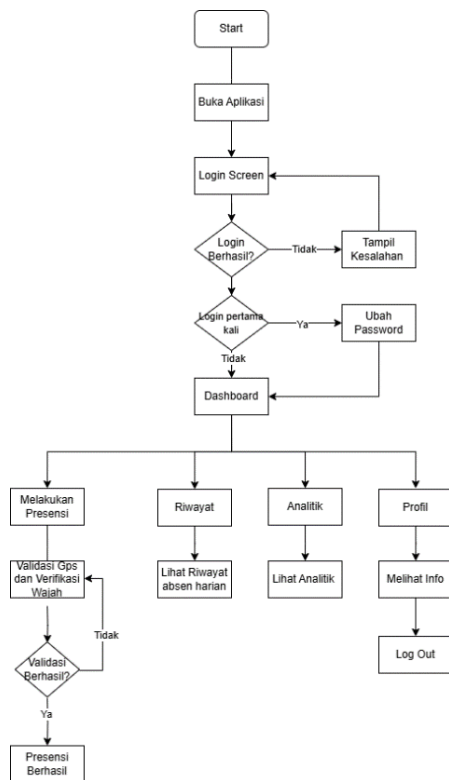 Start
Buka Aplikasi
Login Screen
Login
Berhasil?
Tidak
Tampil
Kesalahan
Login pertama
kali
Ya
Ubah
Password
Tidak
Dashboard
Melakukan
Presensi
Riwayat
Analitik
Profil
Validasi Gps
dan Verifikasi
Wajah
Lihat Riwayat
absen harian
Lihat Analitik
Melihat Info
Tidak
Validasi
Berhasil?
Log Out
Ya
Presensi
Berhasil